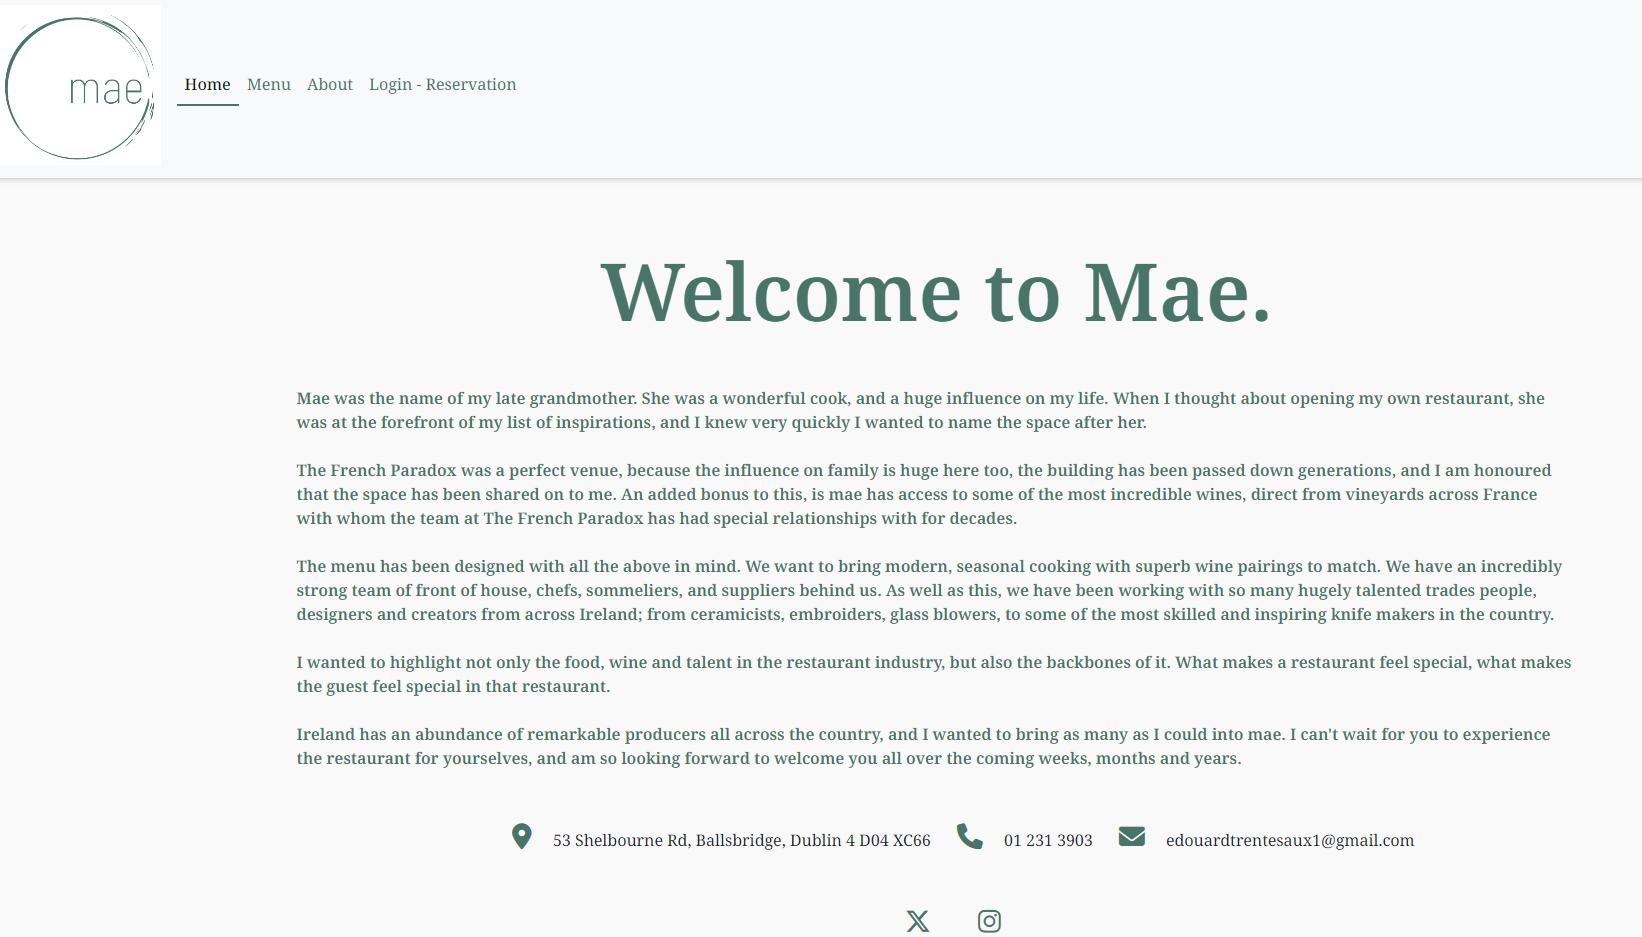 mae
Home Menu About Login - Reservation
Welcome to Mae.
Mae was the name of my late grandmother. She was a wonderful cook, and a huge influence on my life. When I thought about opening my own restaurant, she
was at the forefront of my list of inspirations, and I knew very quickly I wanted to name the space after her.
The French Paradox was a perfect venue, because the influence on family is huge here too, the building has been passed down generations, and I am honoured
that the space has been shared on to me. An added bonus to this, is mae has access to some of the most incredible wines, direct from vineyards across France
with whom the team at The French Paradox has had special relationships with for decades.
The menu has been designed with all the above in mind. We want to bring modern, seasonal cooking with superb wine pairings to match. We have an incredibly
strong team of front of house, chefs, sommeliers, and suppliers behind us. As well as this, we have been working with so many hugely talented trades people,
designers and creators from across Ireland; from ceramicists, embroiders, glass blowers, to some of the most skilled and inspiring knife makers in the country.
I wanted to highlight not only the food, wine and talent in the restaurant industry, but also the backbones of it. What makes a restaurant feel special, what makes
the guest feel special in that restaurant.
Ireland has an abundance of remarkable producers all across the country, and I wanted to bring as many as I could into mae. I can't wait for you to experience
the restaurant for yourselves, and am so looking forward to welcome you all over the coming weeks, months and years.
53 Shelbourne Rd, Ballsbridge, Dublin 4 D04 XC66 01 231 3903 edouardtrentesaux1@gmail.com